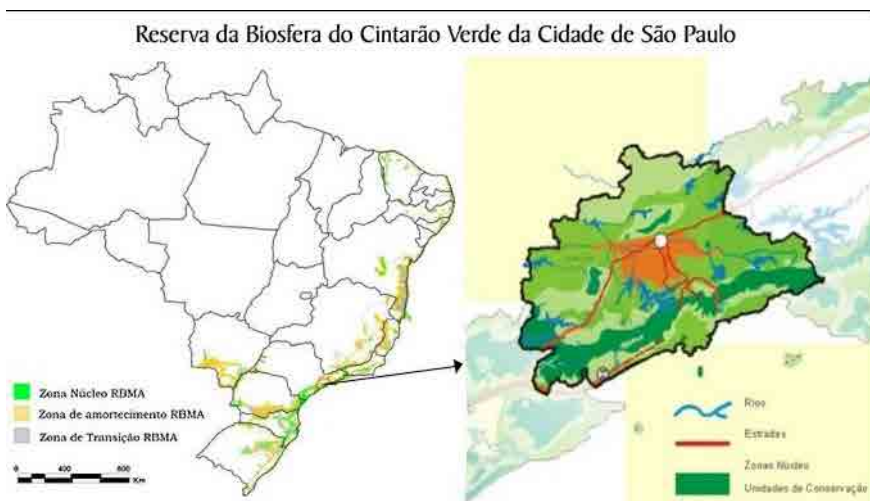 Reserva da Biosfera do Cintarão Verde da Cidade de São Paulo
Zona Núcleo RBMA
Zona de amortecimento RBMA
Zona de Transição RBMA
0 400 600
Km
Rios
Estradas
Zonas Núcleo
Unidades de Conservação